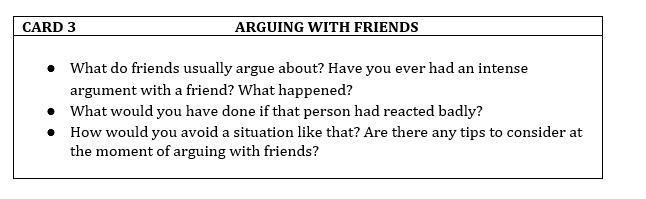 CARD 3 ARGUING WITH FRIENDS
● What do friends usually argue about? Have you ever had an intense
argument with a friend? What happened?
● What would you have done if that person had reacted badly?
● How would you avoid a situation like that? Are there any tips to consider at
the moment of arguing with friends?